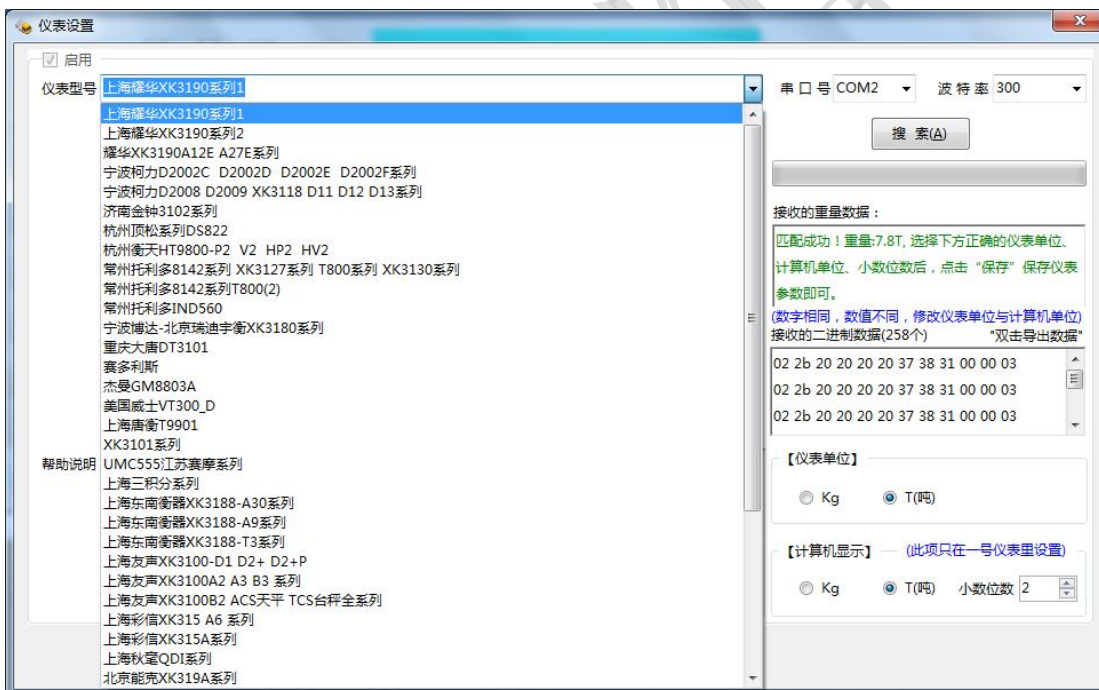 仪表设置
启用
仪表型号 上海耀华XK3190系列1 串口号 COM2 波特率 300
上海耀华XK3190系列1
上海耀华XK3190系列2
耀华XK3190A12E A27E系列
宁波柯力D2002C D2002D D2002E D2002F系列
宁波柯力D2008 D2009 XK3118 D11 D12 D13系列
济南金钟3102系列
杭州顶松系列DS822
杭州衡天HT9800-P2 V2 HP2 HV2
常州托利多8142系列 XK3127系列 T800系列 XK3130系列
常州托利多8142系列T800(2)
常州托利多IND560
宁波博达-北京瑞迪宇衡XK3180系列
重庆大唐DT3101
赛多利斯
杰曼GM8803A
美国威士VT300_D
上海唐衡T9901
XK3101系列
帮助说明 UMC555江苏赛摩系列
上海三积分系列
上海东南衡器XK3188-A30系列
上海东南衡器XK3188-A9系列
上海东南衡器XK3188-T3系列
上海友声XK3100-D1 D2+ D2+P
上海友声XK3100A2 A3 B3 系列
上海友声XK3100B2 ACS天平 TCS台秤全系列
上海彩信XK315 A6 系列
上海彩信XK315A系列
上海秋毫QDI系列
北京能克XK319A系列
搜 索(A)
接收的重量数据：
匹配成功！重量:7.8T, 选择下方正确的仪表单位、
计算机单位、小数位数后，点击“保存”保存仪表
参数即可。
(数字相同，数值不同，修改仪表单位与计算机单位)
接收的二进制数据(258个) "双击导出数据"
02 2b 20 20 20 20 37 38 31 00 00 03
02 2b 20 20 20 20 37 38 31 00 00 03
02 2b 20 20 20 20 37 38 31 00 00 03
【仪表单位】
Kg T(吨)
【计算机显示】 (此项只在一号仪表里设置)
Kg T(吨) 小数位数 2